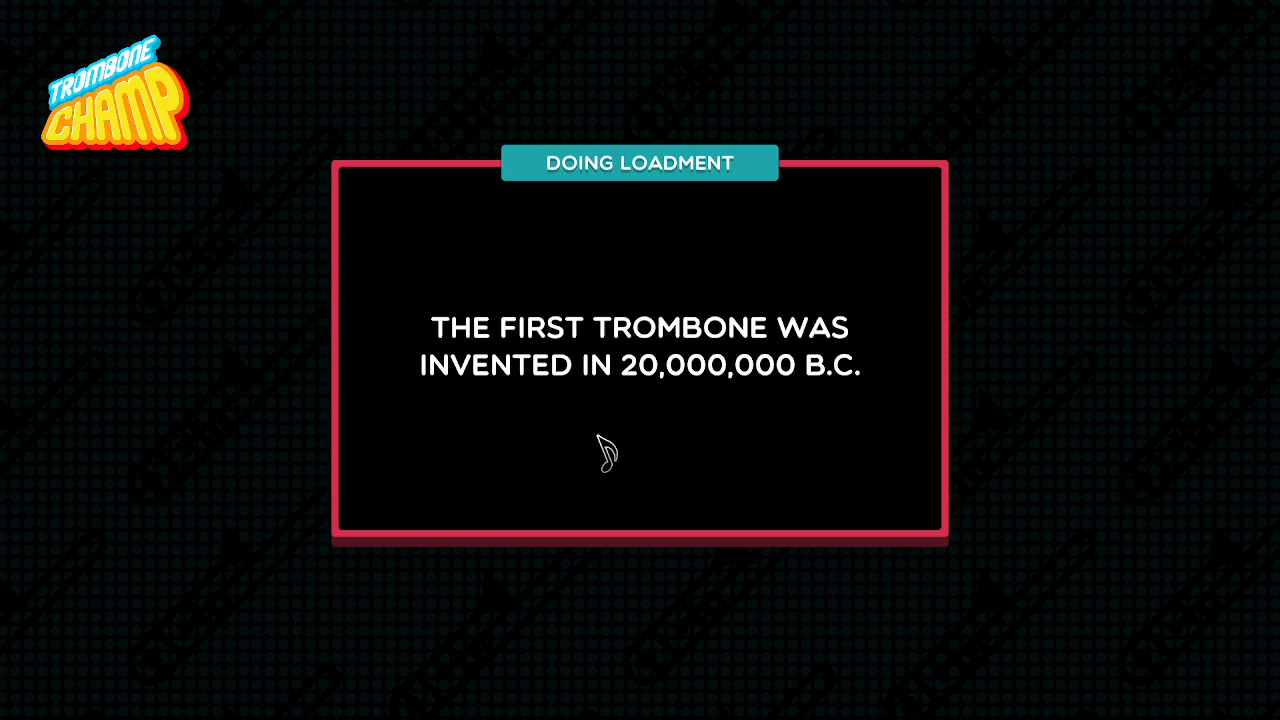 TROMBONE
CHAMP
DOING LOADMENT
THE FIRST TROMBONE WAS
INVENTED IN 20,000,000 B.C.